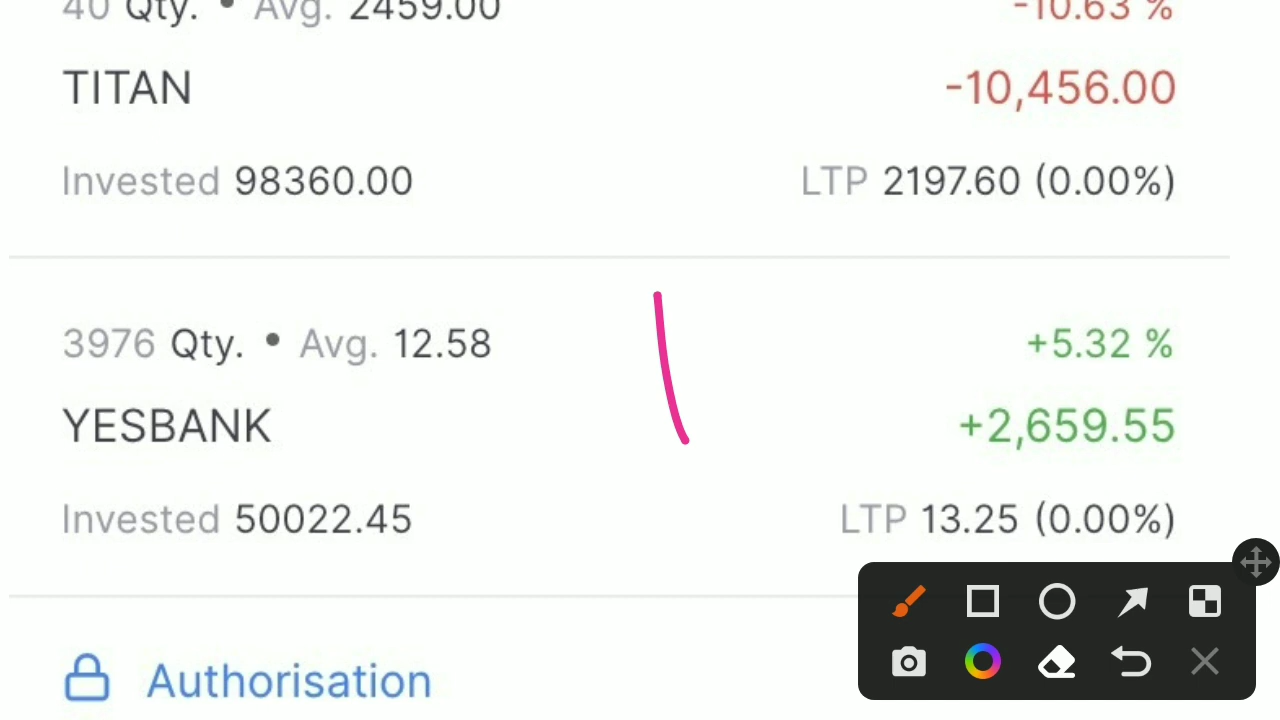 40 Qty. • Avg. 2459.00 -10.63 %
TITAN -10,456.00
Invested 98360.00 LTP 2197.60 (0.00%)
3976 Qty. • Avg. 12.58 +5.32 %
YESBANK +2,659.55
Invested 50022.45 LTP 13.25 (0.00%)
Authorisation